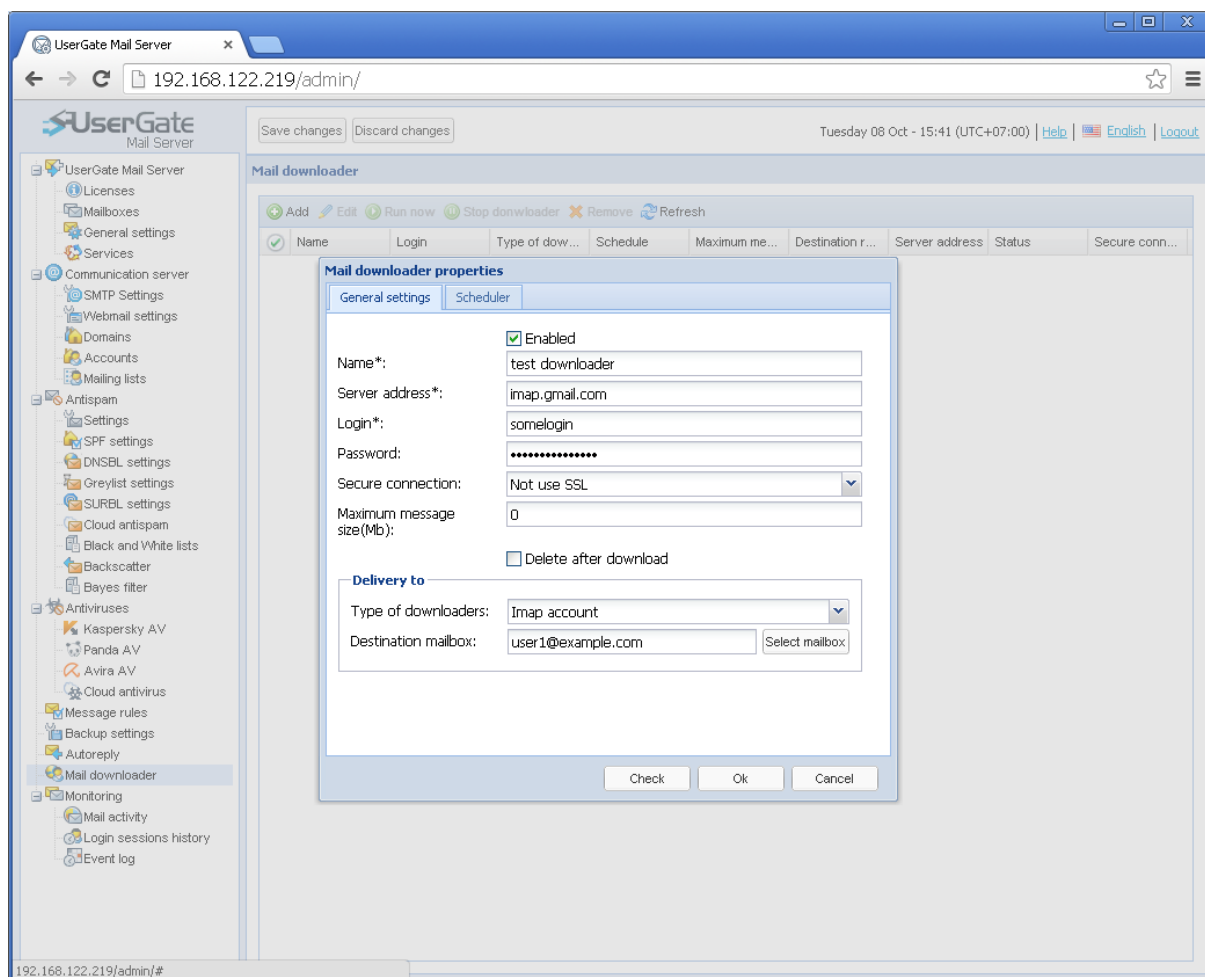 UserGate Mail Server
192.168.122.219/admin/
UserGate
Mail Server
Save changes
Discard changes
Tuesday 08 Oct - 15:41 (UTC+07:00) | Help | English | Logout
UserGate Mail Server
Licenses
Mailboxes
General settings
Services
Communication server
SMTP Settings
Webmail settings
Domains
Accounts
Mailing lists
Antispam
Settings
SPF settings
DNSBL settings
Greylist settings
SURBL settings
Cloud antispam
Black and White lists
Backscatter
Bayes filter
Antiviruses
Kaspersky AV
Panda AV
Avira AV
Cloud antivirus
Message rules
Backup settings
Autoreply
Mail downloader
Monitoring
Mail activity
Login sessions history
Event log
Mail downloader
Add Edit Run now Stop donwloader Remove Refresh
Name Login Type of dow... Schedule Maximum me... Destination r... Server address Status Secure conn...
Mail downloader properties
General settings Scheduler
Enabled
Name*: test downloader
Server address*: imap.gmail.com
Login*: somelogin
Password: •••••••••••••••
Secure connection: Not use SSL
Maximum message
size(Mb): 0
Delete after download
Delivery to
Type of downloaders: Imap account
Destination mailbox: user1@example.com Select mailbox
Check Ok Cancel
192.168.122.219/admin/#